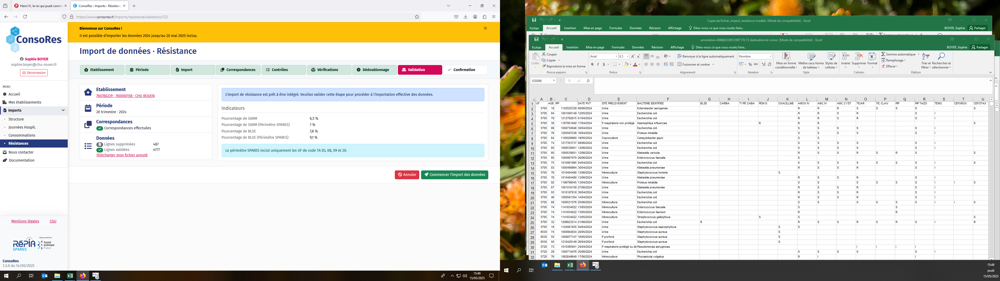 Henri IV, le roi qui puait comme
ConsoRes › Imports › Résistance
https://www.consores.fr/imports/resistance/validation/722
ConsoRes
Sophie BOYER
sophie.boyer@chu-rouen.fr
Déconnexion
MENU
Accueil
Mes établissements
Imports
Structure
Journées Hospit.
Consommations
Résistances
Nous contacter
Documentation
Mentions légales CGU
Réseau piloté par
RéPIA
SPARES
Santé
publique
France
ConsoRes
1.3.0 du 14/05/2025
Bienvenue sur ConsoRes !
Il est possible d'importer les données 2024 jusqu'au 20 mai 2025 inclus.
Import de données · Résistance
Etablissement
Période
Import
Correspondances
Contrôles
Vérifications
Dédoublonnage
Validation
Confirmation
Etablissement
760780239 · 760000158 · CHU ROUEN
Période
2è trimestre · 2024
Correspondances
Correspondances effectuées
Données
Lignes supprimées 487
Lignes validées 4777
Télécharger mon fichier annoté
L'import de résistance est prêt à être intégré. Veuillez valider cette étape pour procéder à l'importation effective des données.
Indicateurs
Pourcentage de SARM 6,5 %
Pourcentage de SARM (Périmètre SPARES) 7 %
Pourcentage de BLSE 7,8 %
Pourcentage de BLSE (Périmètre SPARES) 9,1 %
Le périmètre SPARES inclut uniquement les UF de code TA 03, 08, 09 et 20.
Annuler
Commencer l'import des données
15:49
15/05/2025
Copie de fichier_import_resistance modèle [Mode de compatibilité] - Excel
Fichier Accueil Insertion Mise en page Formules Données Révision Affichage Dites-nous ce que vous voulez faire.. BOYER, Sophie Partager
annotation-608882326912997176 T2 dedoublonné conso [Mode de compatibilité] - Excel
Fichier Accueil Insertion Mise en page Formules Données Révision Affichage Dites-nous ce que vous voulez faire.. BOYER, Sophie Partager
Coller
Couper
Copier
Reproduire la mise en forme
Presse-papiers
Arial 8,5
G I S
Police
Renvoyer à la ligne automatiquement
Fusionner et centrer
Alignement
Nombre
Nombre
Mise en forme conditionnelle
Mettre sous forme de tableau
Styles de cellules
Style
Insérer Supprimer Format
Cellules
Somme automatique
Remplissage
Effacer
Trier et filtrer
Rechercher et sélectionner
Édition
G5086
A B C D E F G H I J K L M N O P Q R S T U
1 UF AGE IPP DATE PVT SITE PRELEVEMENT BACTERIE IDENTIFIEE BLSE CARBA TYPE CABA PENI G OXACILLINE AMOX IV AMC IV AMC CYST TICAR TIC CLAV PIP PIP TAZO TEMO CEFUROX CEFOTAX
2 5705 18 1102525339 08/06/2024 Urine Enterobacter aerogenes R R R S S S S S
3 5705 84 1001000149 12/05/2024 Urine Escherichia coli R R S R S I
4 5705 78 1212782815 01/04/2024 Urine Escherichia coli R R S R S I
5 5705 30 1167951940 17/04/2024 P respiratoire non protégé Haemophilus influenzae R R R S
6 5705 89 1000730846 30/04/2024 Urine Escherichia coli S S S S S I
7 5705 76 1205597236 16/04/2024 Urine Proteus mirabilis S S S S S I
8 5705 64 1195026660 19/05/2024 Coproculture Campylobacter jejuni S S
9 5705 74 1217353737 08/06/2024 Urine Escherichia coli S S S S S I
10 5705 60 1000539051 12/06/2024 Urine Escherichia coli S S S S S I
11 5705 60 1000539051 12/06/2024 Urine Klebsiella variicola R S S R S R S S
12 5705 85 1000907070 26/06/2024 Urine Enterococcus faecalis S
13 5705 75 1010061995 04/04/2024 Urine Escherichia coli S S S S S S S I S
14 5705 83 1000499864 30/04/2024 Urine Klebsiella pneumoniae R S S R S I
15 5705 76 1010404490 13/06/2024 Hémoculture Staphylococcus hominis S
16 5705 76 1010404490 13/06/2024 Urine Klebsiella pneumoniae R S S R S I
17 5705 92 1186799545 13/04/2024 Hémoculture Proteus mirabilis S S S S S S S I I S
18 5705 67 1001016158 27/06/2024 Urine Klebsiella pneumoniae R S S R S I
19 5705 93 1010187818 30/04/2024 Urine Escherichia coli R S S R S I
20 5705 46 1000581354 14/04/2024 Urine Escherichia coli R S S R S I
21 5705 68 1000531576 25/06/2024 Hémoculture Escherichia coli S S S S S S I I S
22 5705 74 1141634022 13/05/2024 Hémoculture Enterococcus faecalis S S
23 5705 74 1141634022 13/05/2024 Hémoculture Enterococcus faecium R R
24 5705 74 1141634022 13/05/2024 Hémoculture Streptococcus gallolyticus S S S
25 5705 32 1206623214 21/06/2024 Urine Escherichia coli R R S S R S R S I R
26 5705 19 1104561935 04/04/2024 Urine Staphylococcus saprophyticus S S
27 6530 74 1000904834 20/05/2024 Urine Staphylococcus aureus S
28 6530 55 1000877147 16/05/2024 P profond Staphylococcus aureus S
29 6530 50 1210429149 26/04/2024 P profond Staphylococcus aureus S
30 5720 73 1010365941 24/04/2024 P respiratoire protégé ou di Pseudomonas aeruginosa I I I I
31 5720 29 1000710476 25/06/2024 Urine Escherichia coli S S S S S I
32 5720 76 1062649649 17/06/2024 Hémoculture Phocaeicola vulgatus R I I
15:49
jeudi
15/05/2025